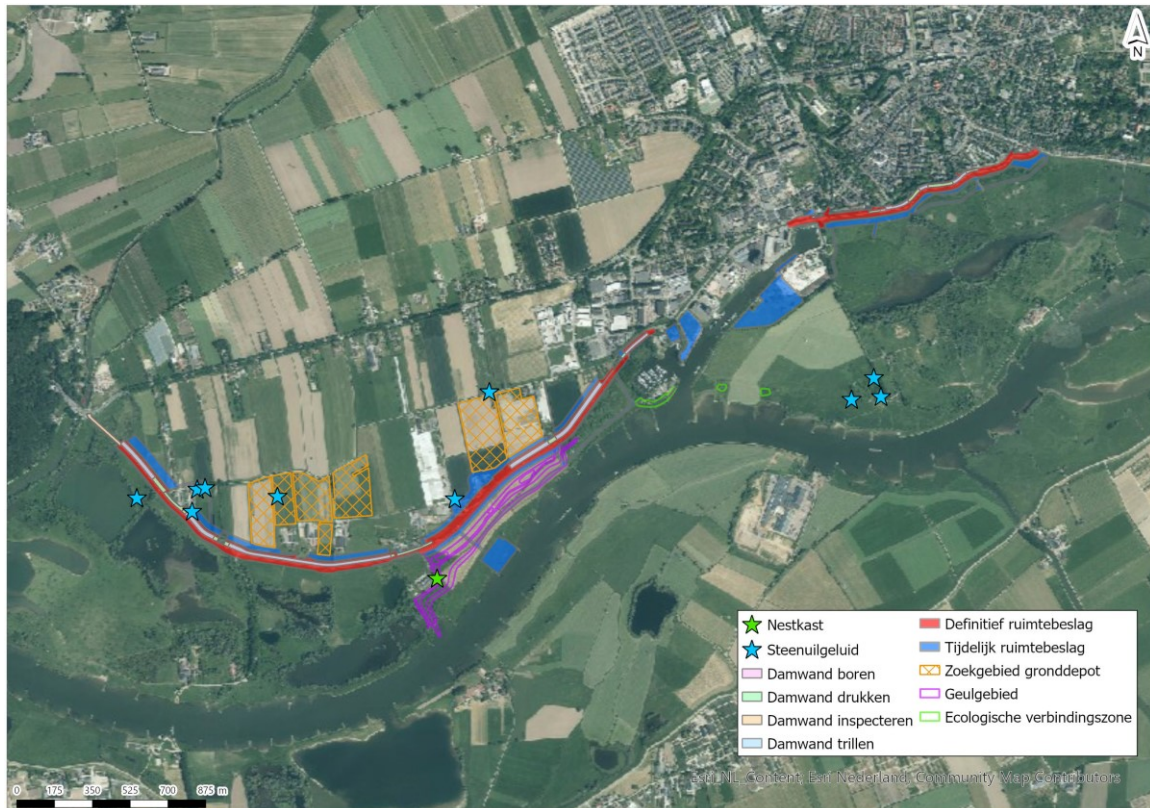 N
Nestkast
Steenuilgeluid
Damwand boren
Damwand drukken
Damwand inspecteren
Damwand trillen
Definitief ruimtebeslag
Tijdelijk ruimtebeslag
Zoekgebied gronddepot
Geulgebied
Ecologische verbindingszone
Esri NL Content, Esri Nederland, Community Map Contributors
0 175 350 525 700 875 m